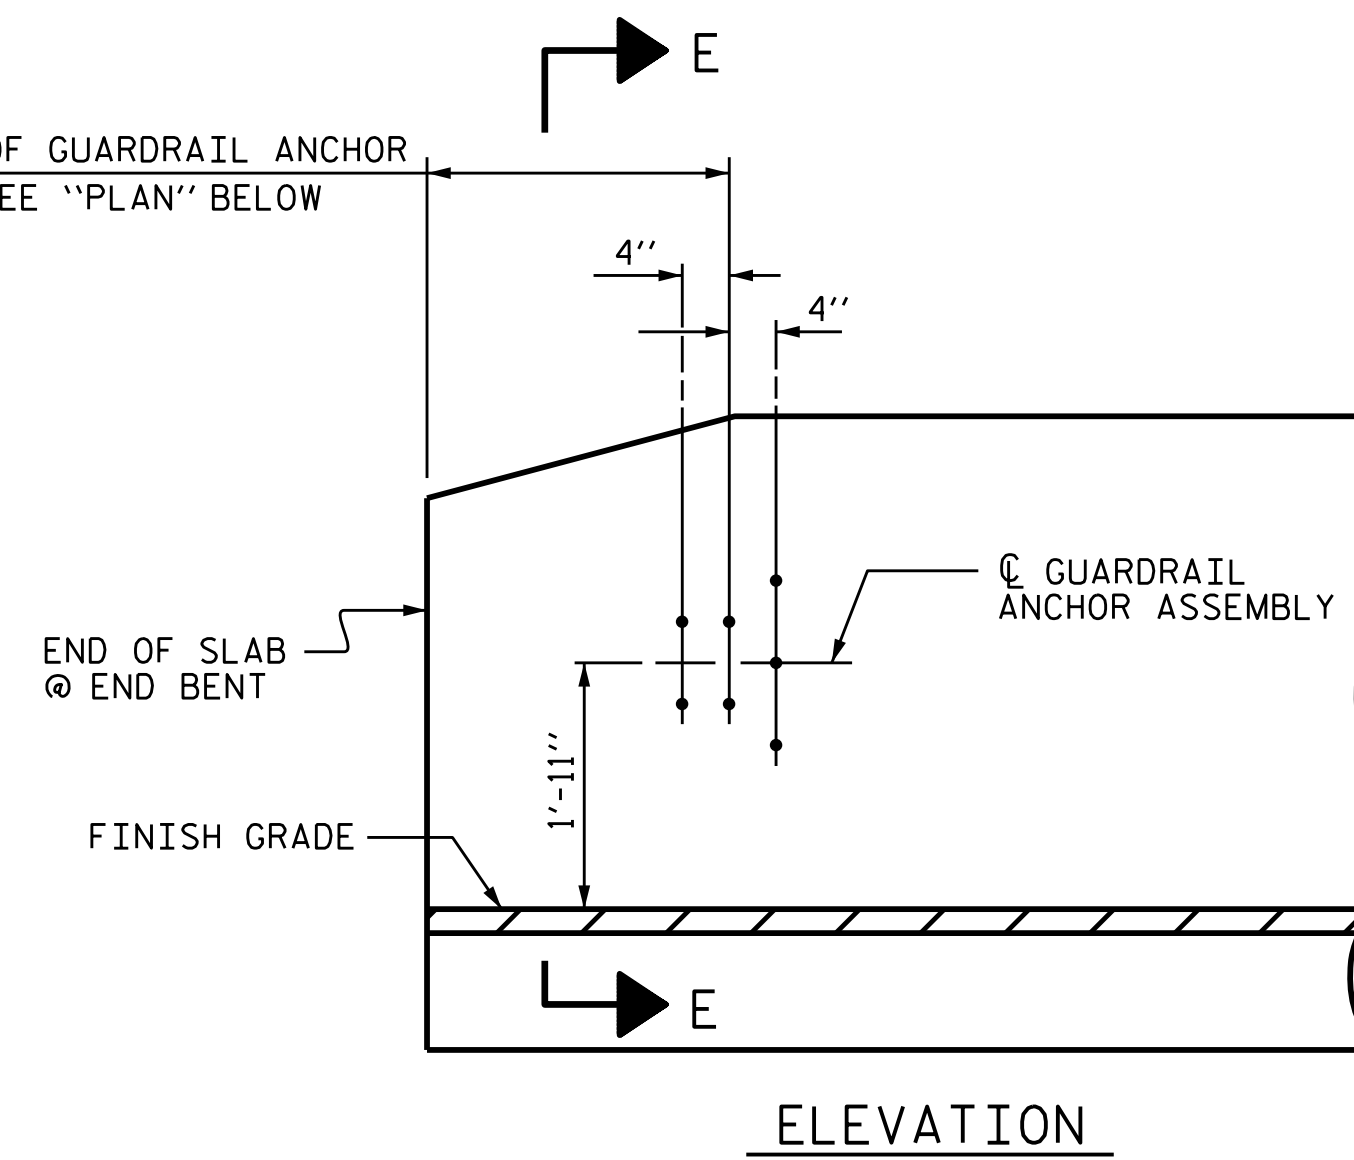 E
OF GUARDRAIL ANCHOR
EE "PLAN" BELOW
4"
4"
℄ GUARDRAIL
ANCHOR ASSEMBLY
END OF SLAB
@ END BENT
1'-11"
FINISH GRADE
E
ELEVATION